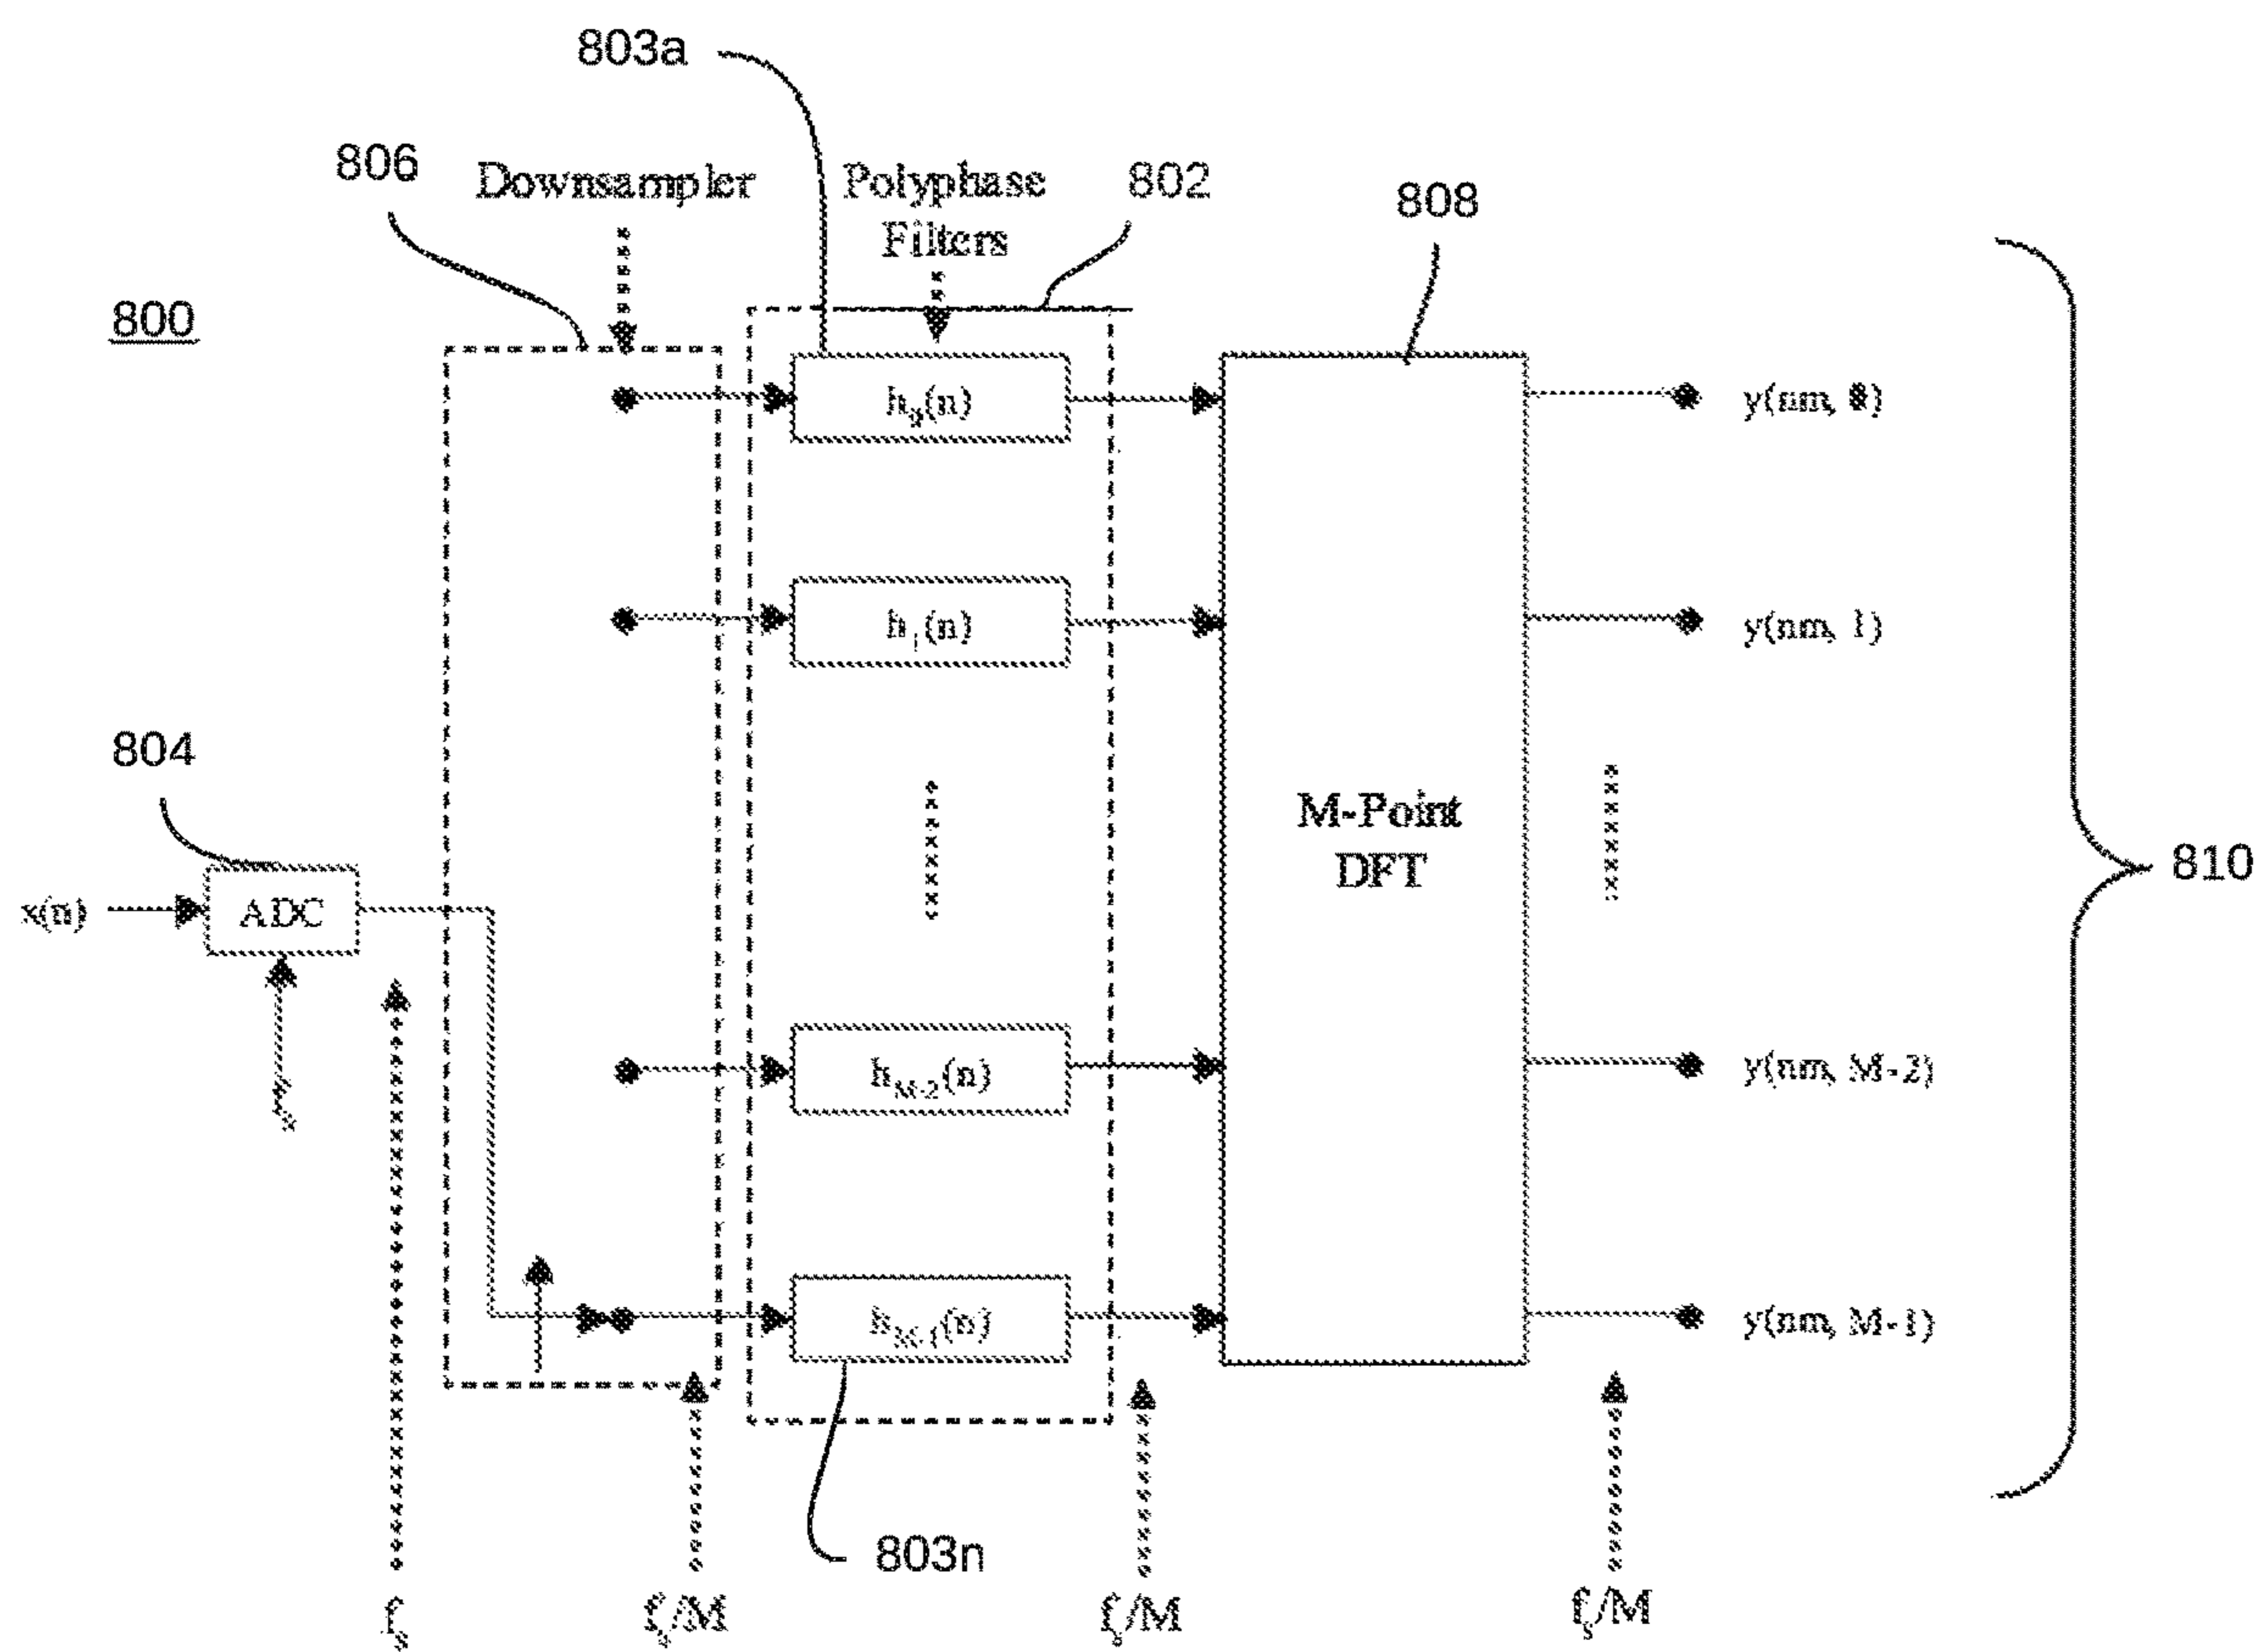 803a
806
Downsampler
Polyphase
Filters
802
808
800
h₀(n)
y(nm, 0)
h₁(n)
y(nm, 1)
804
M-Point
DFT
810
x(n)
ADC
hM-2(n)
y(nm, M-2)
hM-1(n)
y(nm, M-1)
803n
fs
fs/M
fs/M
fs/M